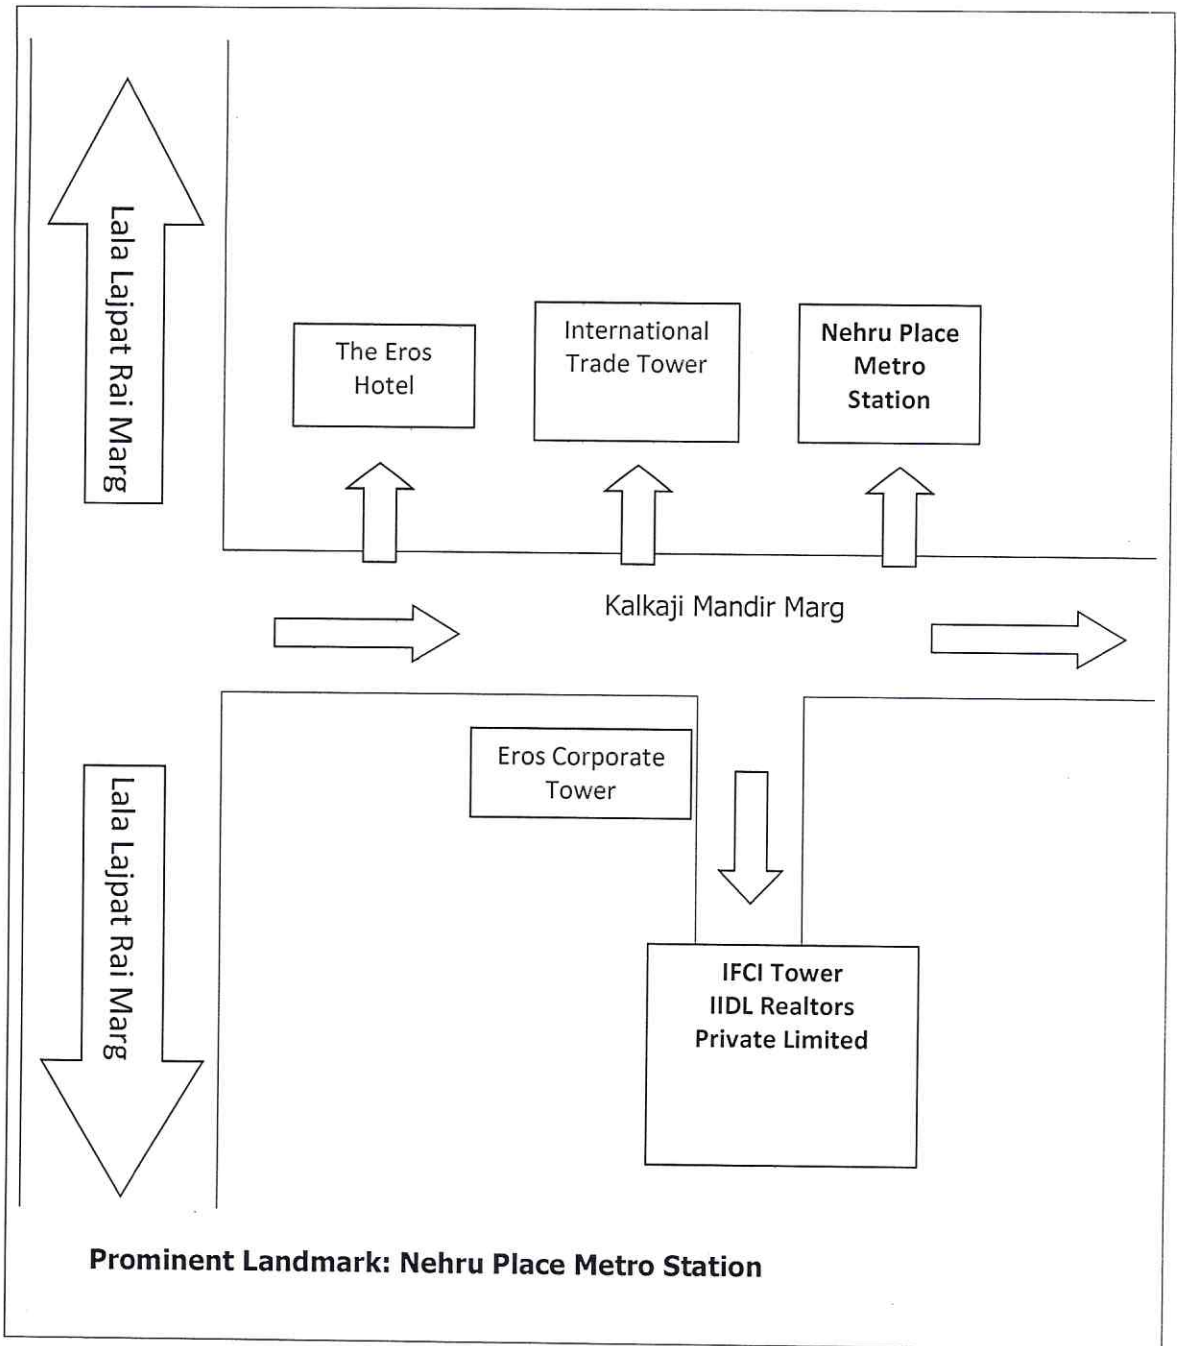 Lala Lajpat Rai Marg
The Eros
Hotel
International
Trade Tower
Nehru Place
Metro
Station
Kalkaji Mandir Marg
Eros Corporate
Tower
Lala Lajpat Rai Marg
IFCI Tower
IIDL Realtors
Private Limited
Prominent Landmark: Nehru Place Metro Station